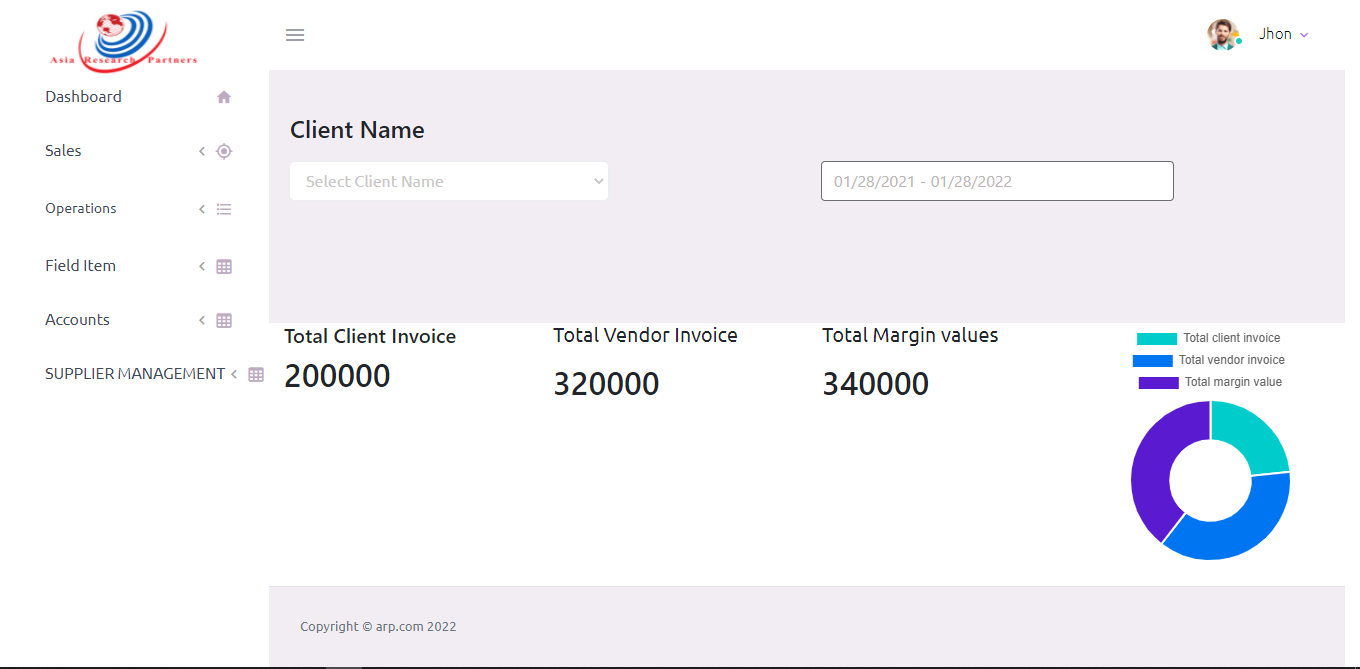 Asia Research Partners
Jhon
Dashboard
Sales
Operations
Field Item
Accounts
SUPPLIER MANAGEMENT
Client Name
Select Client Name
01/28/2021 - 01/28/2022
Total Client Invoice
200000
Total Vendor Invoice
320000
Total Margin values
340000
Total client invoice
Total vendor invoice
Total margin value
Copyright © arp.com 2022